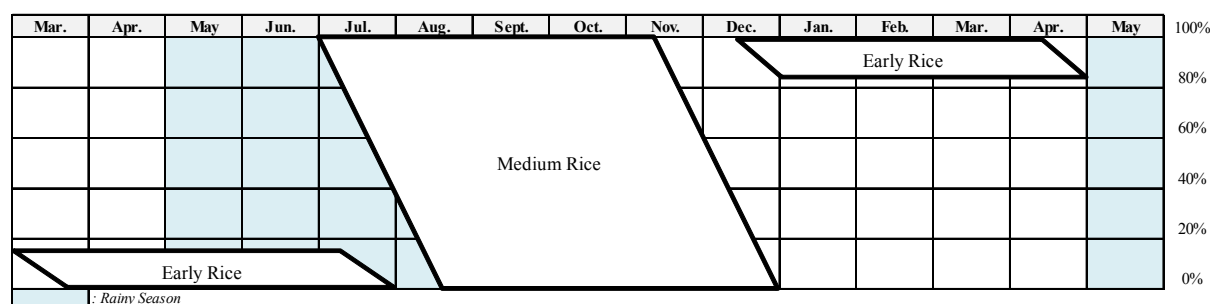 Mar. Apr. May Jun. Jul. Aug. Sept. Oct. Nov. Dec. Jan. Feb. Mar. Apr. May 100%
Early Rice
80%
60%
Medium Rice
40%
20%
Early Rice
0%
: Rainy Season